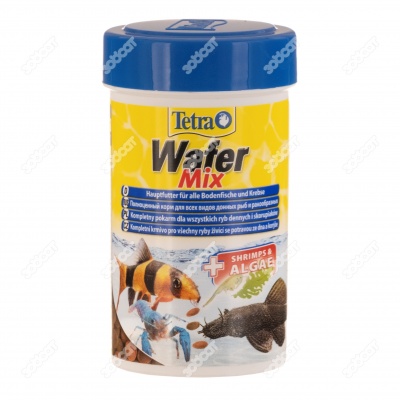 Tetra
Wafer
Mix
Hauptfutter für alle Bodenfische und Krebse
Полноценный корм для всех видов донных рыб и ракообразных
Kompletny pokarm dla wszystkich ryb dennych i skorupiaków
Kompletní krmivo pro všechny ryby živící se potravou ze dna a korýše
SHRIMPS &
ALGAE